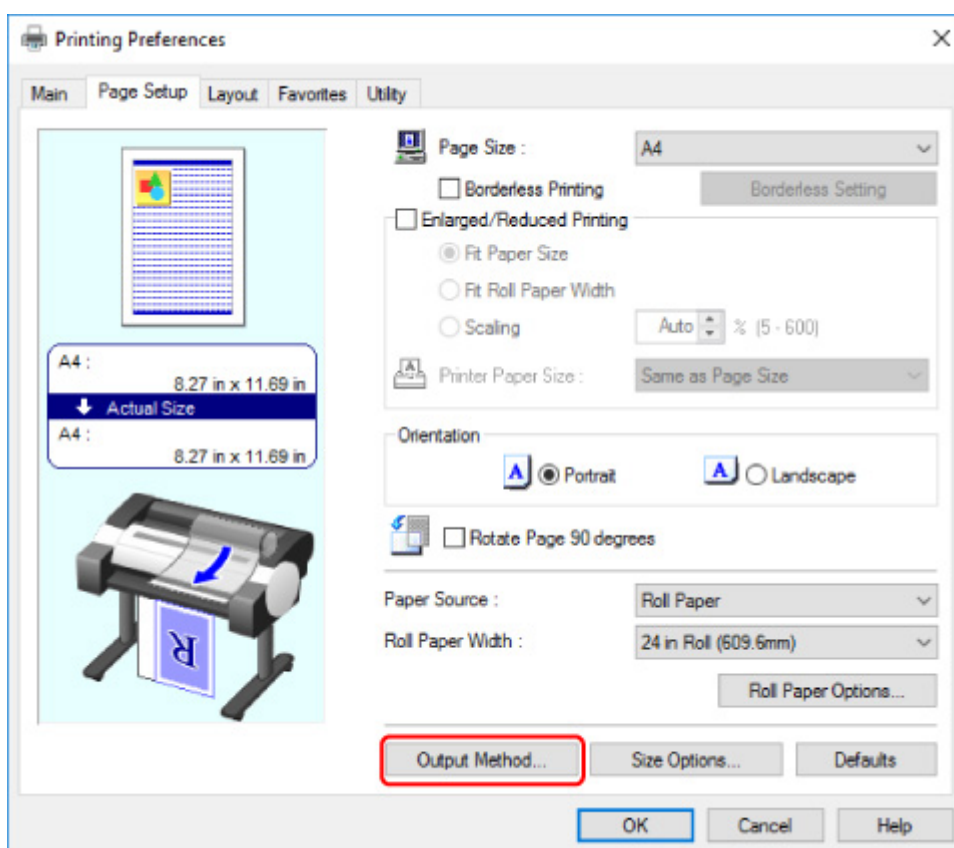 Printing Preferences
Main Page Setup Layout Favorites Utility
Page Size : A4
Borderless Printing Borderless Setting
Enlarged/Reduced Printing
Fit Paper Size
Fit Roll Paper Width
Scaling Auto % (5 - 600)
Printer Paper Size : Same as Page Size
A4 :
8.27 in x 11.69 in
Actual Size
A4 :
8.27 in x 11.69 in
Orientation
A Portrait A Landscape
Rotate Page 90 degrees
R
Paper Source : Roll Paper
Roll Paper Width : 24 in Roll (609.6mm)
Roll Paper Options...
Output Method... Size Options... Defaults
OK Cancel Help